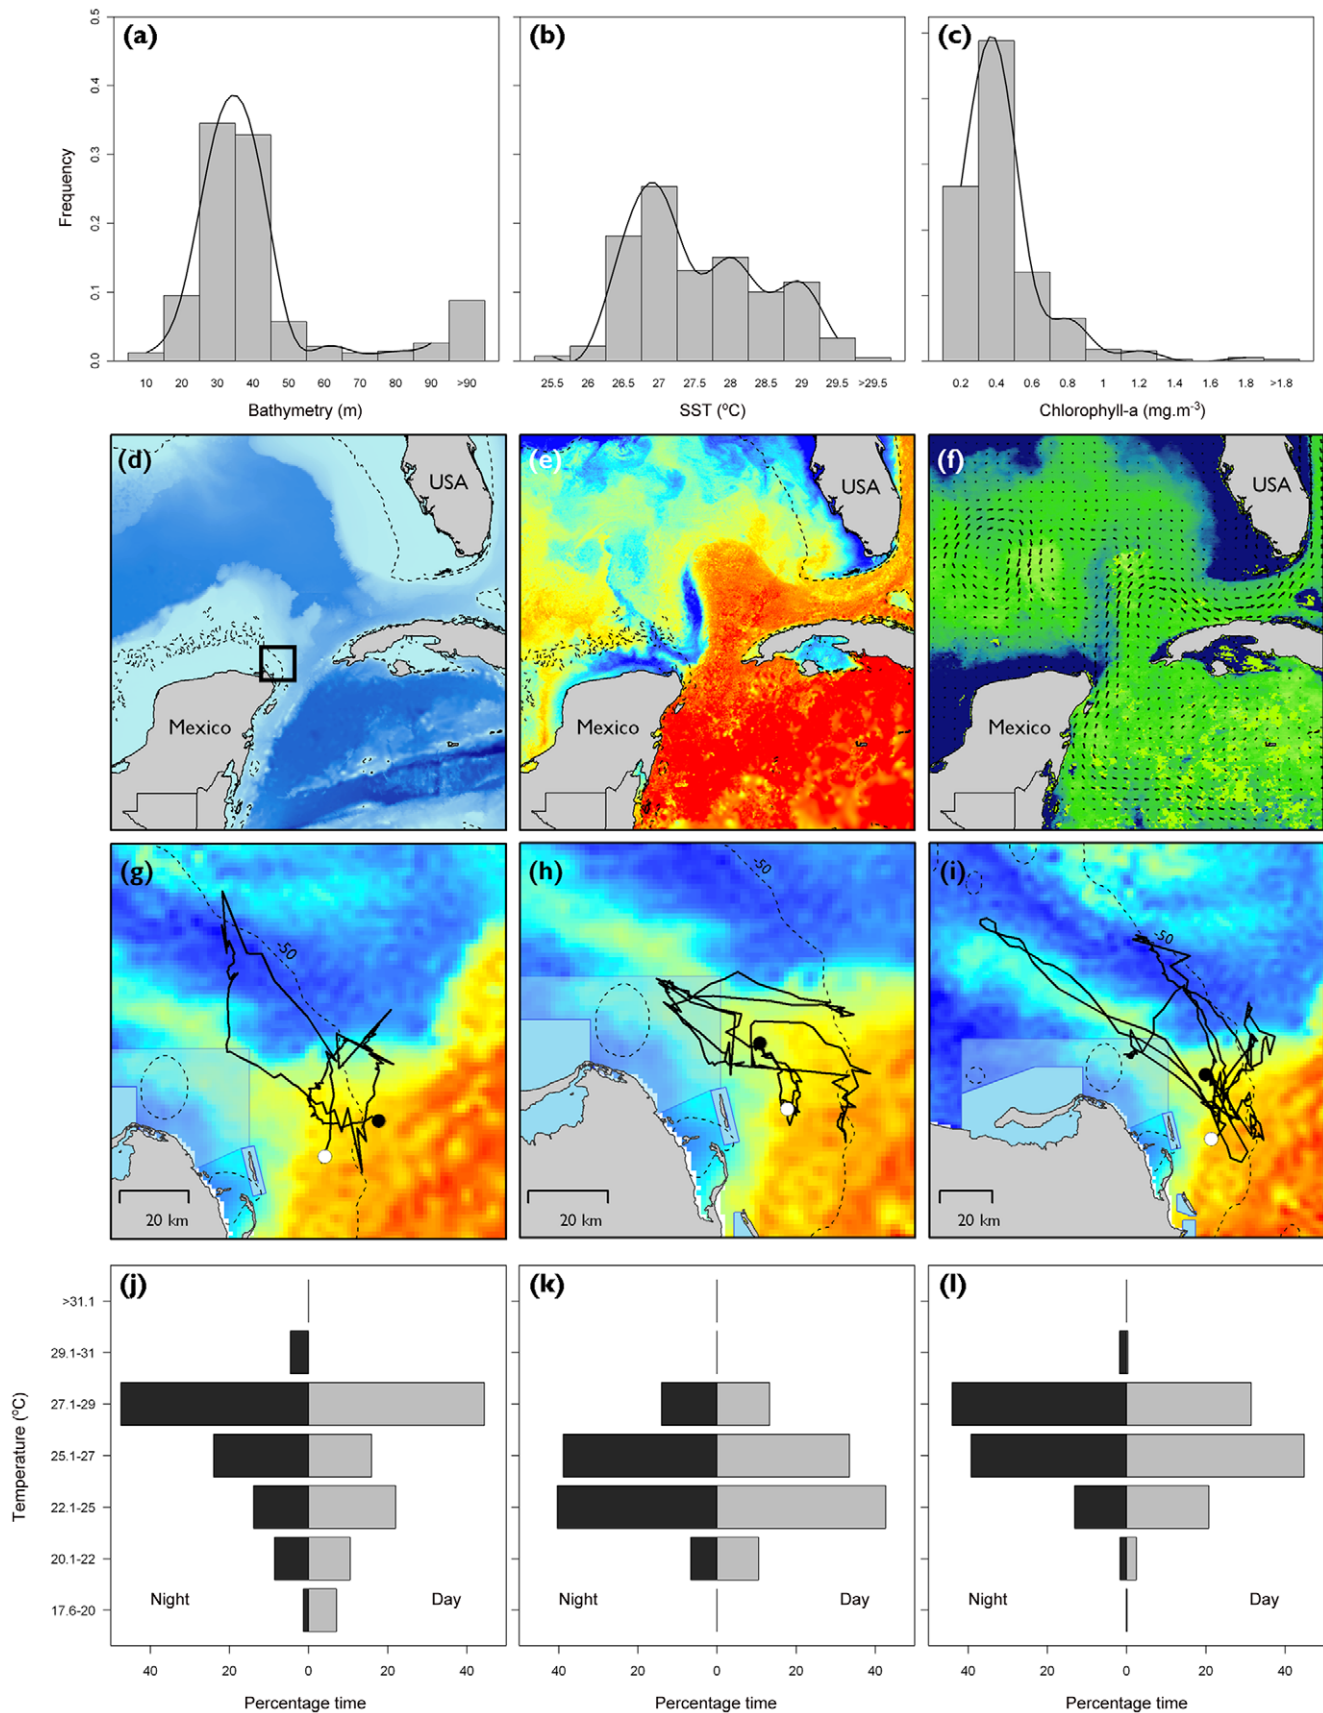 (a)
(b)
(c)
0.5
0.4
0.3
0.2
0.1
0.0
Frequency
10 20 30 40 50 60 70 80 90 >90
25.5 26 26.5 27 27.5 28 28.5 29 29.5 >29.5
0.2 0.4 0.6 0.8 1 1.2 1.4 1.6 1.8 >1.8
Bathymetry (m)
SST (ºC)
Chlorophyll-a (mg.m⁻³)
(d)
USA
Mexico
(e)
USA
Mexico
(f)
USA
Mexico
(g)
-50
20 km
(h)
-50
20 km
(i)
-50
20 km
(j)
(k)
(l)
Temperature (ºC)
>31.1
29.1-31
27.1-29
25.1-27
22.1-25
20.1-22
17.6-20
Night Day
Night Day
Night Day
40 20 0 20 40
40 20 0 20 40
40 20 0 20 40
Percentage time
Percentage time
Percentage time